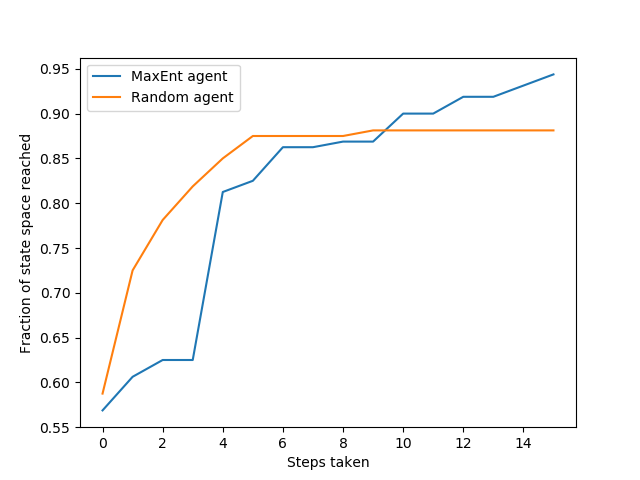 MaxEnt agent
Random agent
0.95
0.90
0.85
0.80
0.75
0.70
0.65
0.60
0.55
Fraction of state space reached
0 2 4 6 8 10 12 14
Steps taken